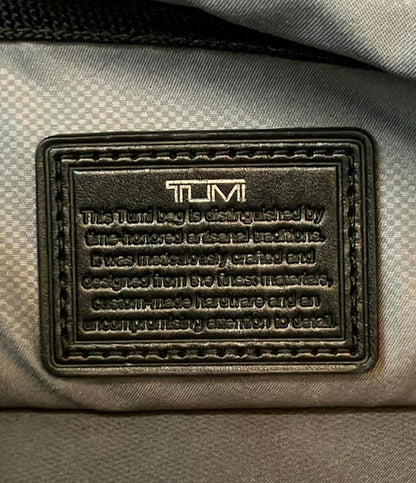 TUMI
This Tumi bag is distinguished by
time-honored artisanal traditions.
It was meticulously crafted and
designed from the finest materials,
custom-made hardware and an
uncompromising attention to detail.